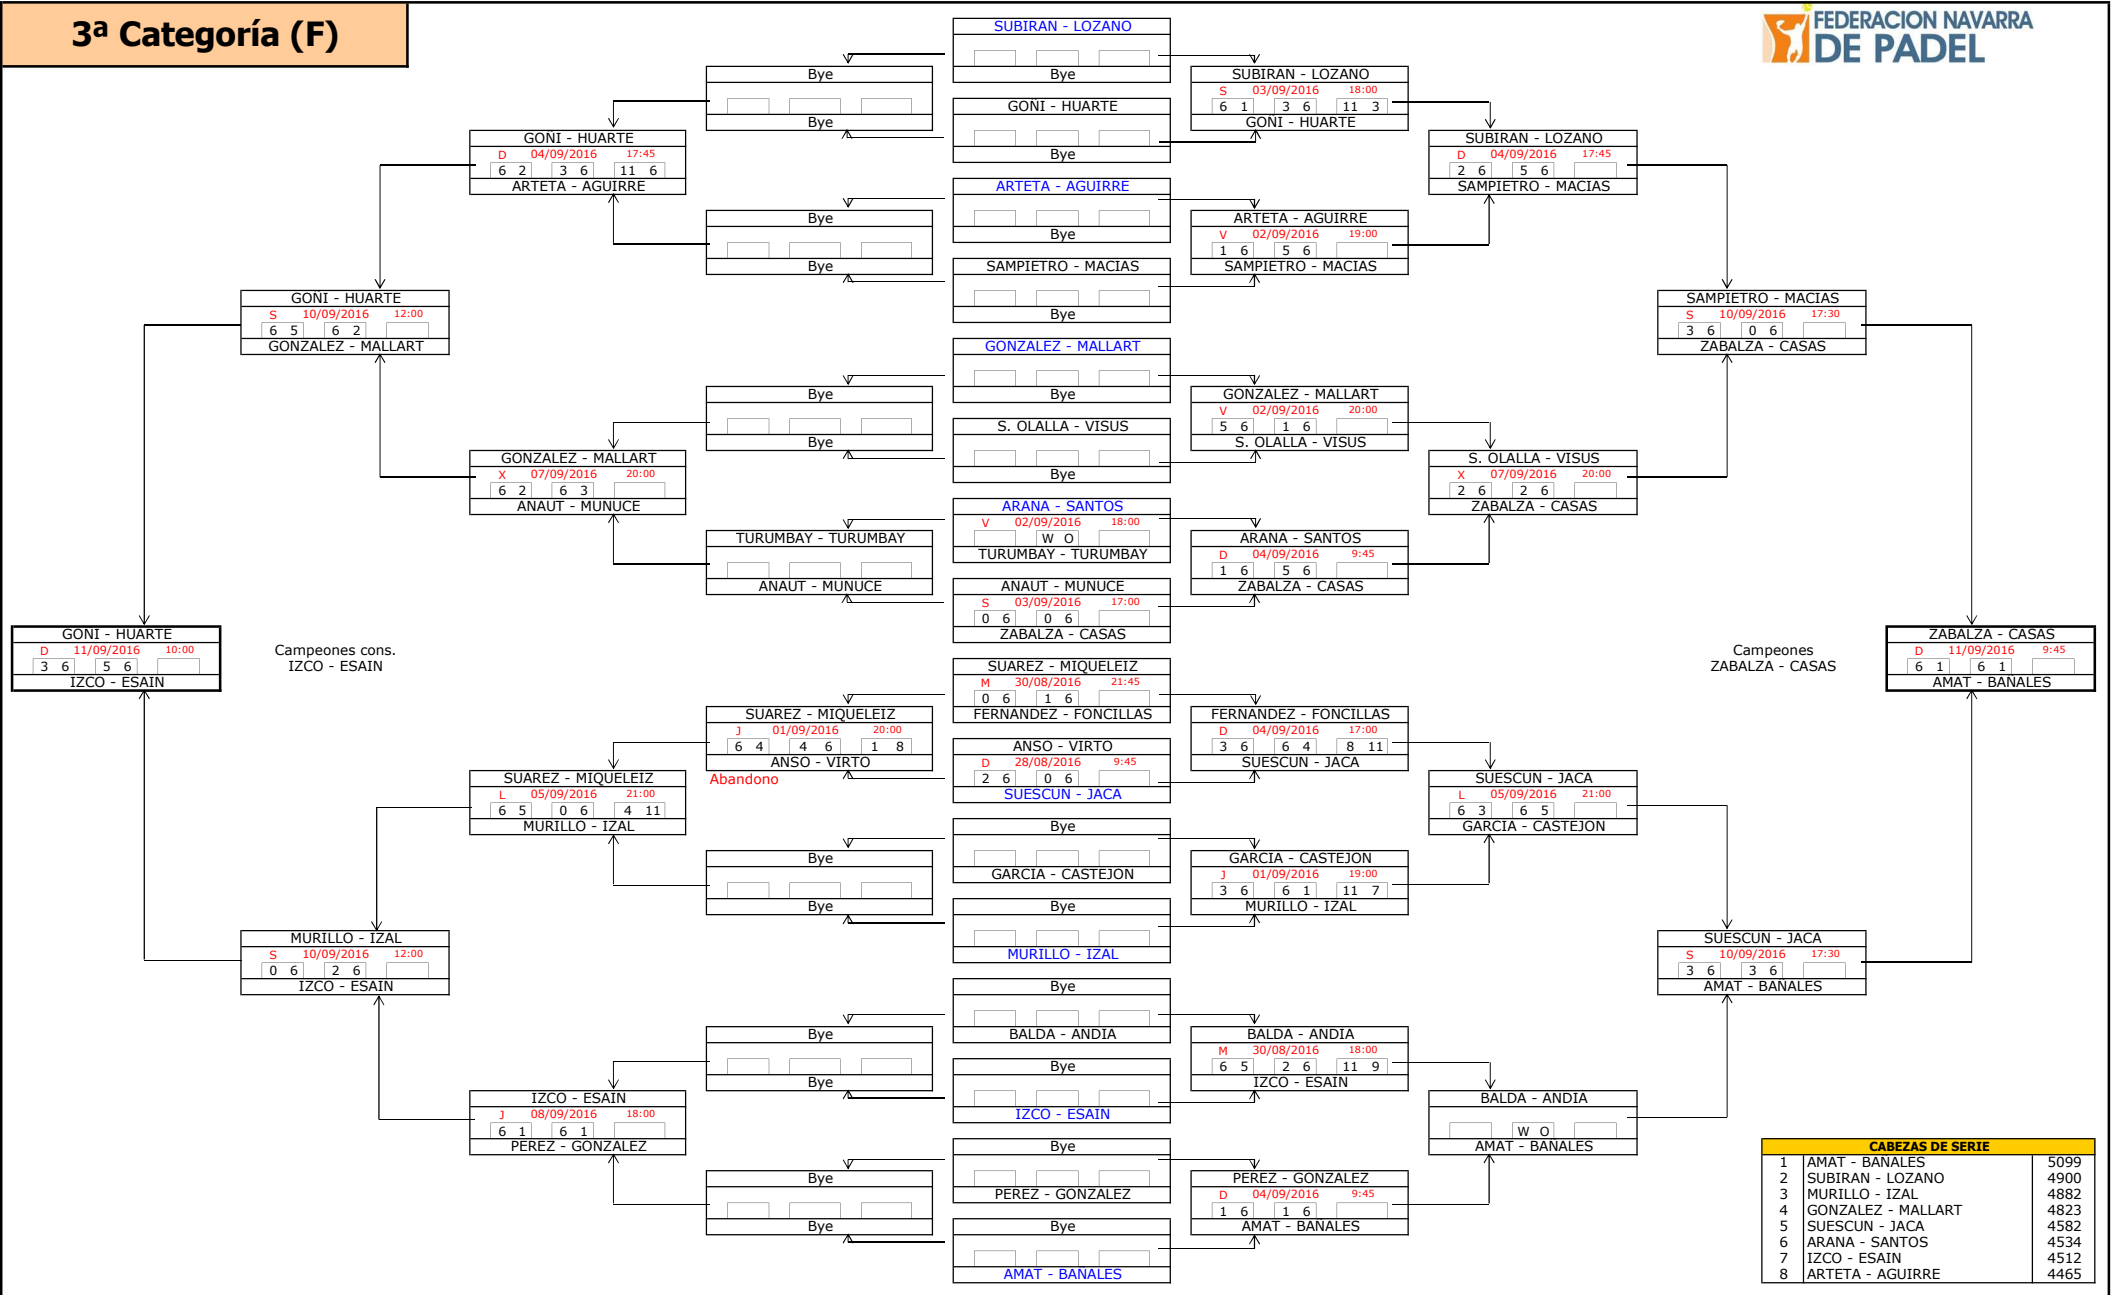 3ª Categoría (F)
FEDERACION NAVARRA
DE PADEL
SUBIRAN - LOZANO
Bye
GOÑI - HUARTE
Bye
ARTETA - AGUIRRE
Bye
SAMPIETRO - MACIAS
Bye
GONZALEZ - MALLART
Bye
S. OLALLA - VISUS
Bye
ARANA - SANTOS
V 02/09/2016 18:00
W O
TURUMBAY - TURUMBAY
ANAUT - MUNUCE
S 03/09/2016 17:00
0 6 0 6
ZABALZA - CASAS
SUAREZ - MIQUELEIZ
M 30/08/2016 21:45
0 6 1 6
FERNANDEZ - FONCILLAS
ANSO - VIRTO
D 28/08/2016 9:45
2 6 0 6
SUESCUN - JACA
Bye
GARCIA - CASTEJON
Bye
MURILLO - IZAL
Bye
BALDA - ANDIA
Bye
IZCO - ESAIN
Bye
PEREZ - GONZALEZ
Bye
AMAT - BAÑALES
SUBIRAN - LOZANO
S 03/09/2016 18:00
6 1 3 6 11 3
GOÑI - HUARTE
ARTETA - AGUIRRE
V 02/09/2016 19:00
1 6 5 6
SAMPIETRO - MACIAS
GONZALEZ - MALLART
V 02/09/2016 20:00
5 6 1 6
S. OLALLA - VISUS
ARANA - SANTOS
D 04/09/2016 9:45
1 6 5 6
ZABALZA - CASAS
FERNANDEZ - FONCILLAS
D 04/09/2016 17:00
3 6 6 4 8 11
SUESCUN - JACA
GARCIA - CASTEJON
J 01/09/2016 19:00
3 6 6 1 11 7
MURILLO - IZAL
BALDA - ANDIA
M 30/08/2016 18:00
6 5 2 6 11 9
IZCO - ESAIN
PEREZ - GONZALEZ
D 04/09/2016 9:45
1 6 1 6
AMAT - BAÑALES
SUBIRAN - LOZANO
D 04/09/2016 17:45
2 6 5 6
SAMPIETRO - MACIAS
S. OLALLA - VISUS
X 07/09/2016 20:00
2 6 2 6
ZABALZA - CASAS
SUESCUN - JACA
L 05/09/2016 21:00
6 3 6 5
GARCIA - CASTEJON
BALDA - ANDIA
W O
AMAT - BAÑALES
SAMPIETRO - MACIAS
S 10/09/2016 17:30
3 6 0 6
ZABALZA - CASAS
SUESCUN - JACA
S 10/09/2016 17:30
3 6 3 6
AMAT - BAÑALES
Campeones
ZABALZA - CASAS
ZABALZA - CASAS
D 11/09/2016 9:45
6 1 6 1
AMAT - BAÑALES
Bye
Bye
Bye
Bye
Bye
Bye
TURUMBAY - TURUMBAY
ANAUT - MUNUCE
SUAREZ - MIQUELEIZ
J 01/09/2016 20:00
6 4 4 6 1 8
ANSO - VIRTO
Abandono
Bye
Bye
Bye
Bye
Bye
Bye
GOÑI - HUARTE
D 04/09/2016 17:45
6 2 3 6 11 6
ARTETA - AGUIRRE
GONZALEZ - MALLART
X 07/09/2016 20:00
6 2 6 3
ANAUT - MUNUCE
SUAREZ - MIQUELEIZ
L 05/09/2016 21:00
6 5 0 6 4 11
MURILLO - IZAL
IZCO - ESAIN
J 08/09/2016 18:00
6 1 6 1
PEREZ - GONZALEZ
GOÑI - HUARTE
S 10/09/2016 12:00
6 5 6 2
GONZALEZ - MALLART
MURILLO - IZAL
S 10/09/2016 12:00
0 6 2 6
IZCO - ESAIN
GOÑI - HUARTE
D 11/09/2016 10:00
3 6 5 6
IZCO - ESAIN
Campeones cons.
IZCO - ESAIN
CABEZAS DE SERIE
1 AMAT - BAÑALES 5099
2 SUBIRAN - LOZANO 4900
3 MURILLO - IZAL 4882
4 GONZALEZ - MALLART 4823
5 SUESCUN - JACA 4582
6 ARANA - SANTOS 4534
7 IZCO - ESAIN 4512
8 ARTETA - AGUIRRE 4465